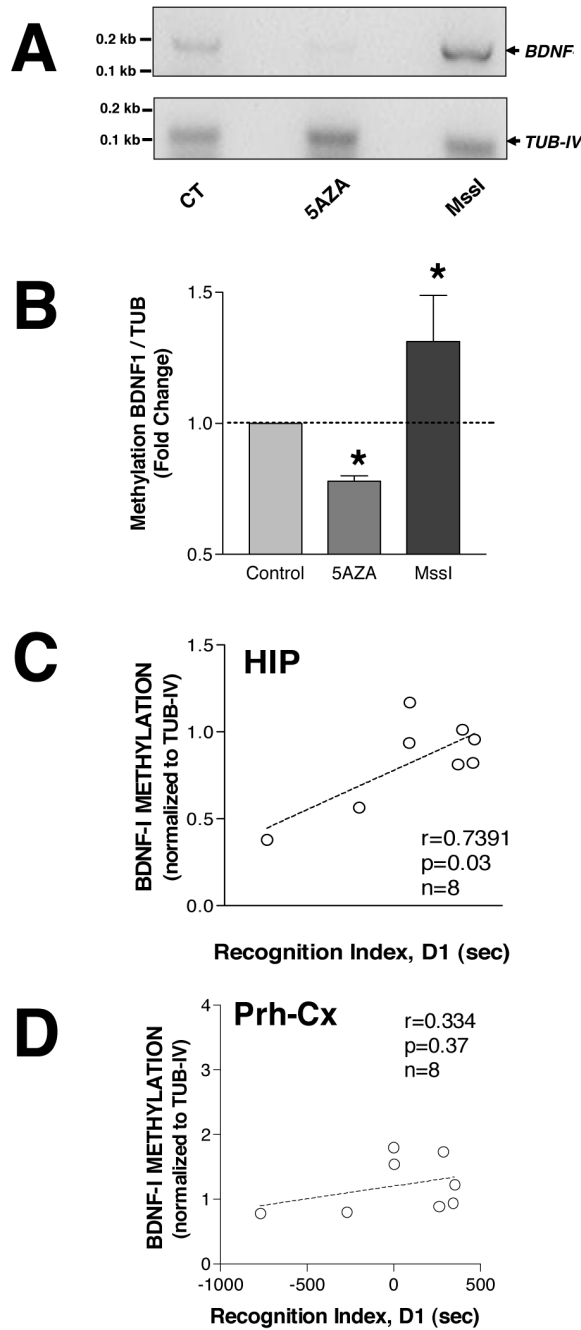 A
0.2 kb
0.1 kb
BDNF
0.2 kb
0.1 kb
TUB-IV
CT
5AZA
MssI
B
Methylation BDNF1 / TUB
(Fold Change)
1.5
1.0
0.5
*
*
Control
5AZA
MssI
C
HIP
BDNF-I METHYLATION
(normalized to TUB-IV)
1.5
1.0
0.5
0.0
r=0.7391
p=0.03
n=8
Recognition Index, D1 (sec)
D
Prh-Cx
BDNF-I METHYLATION
(normalized to TUB-IV)
4
3
2
1
0
r=0.334
p=0.37
n=8
-1000
-500
0
500
Recognition Index, D1 (sec)